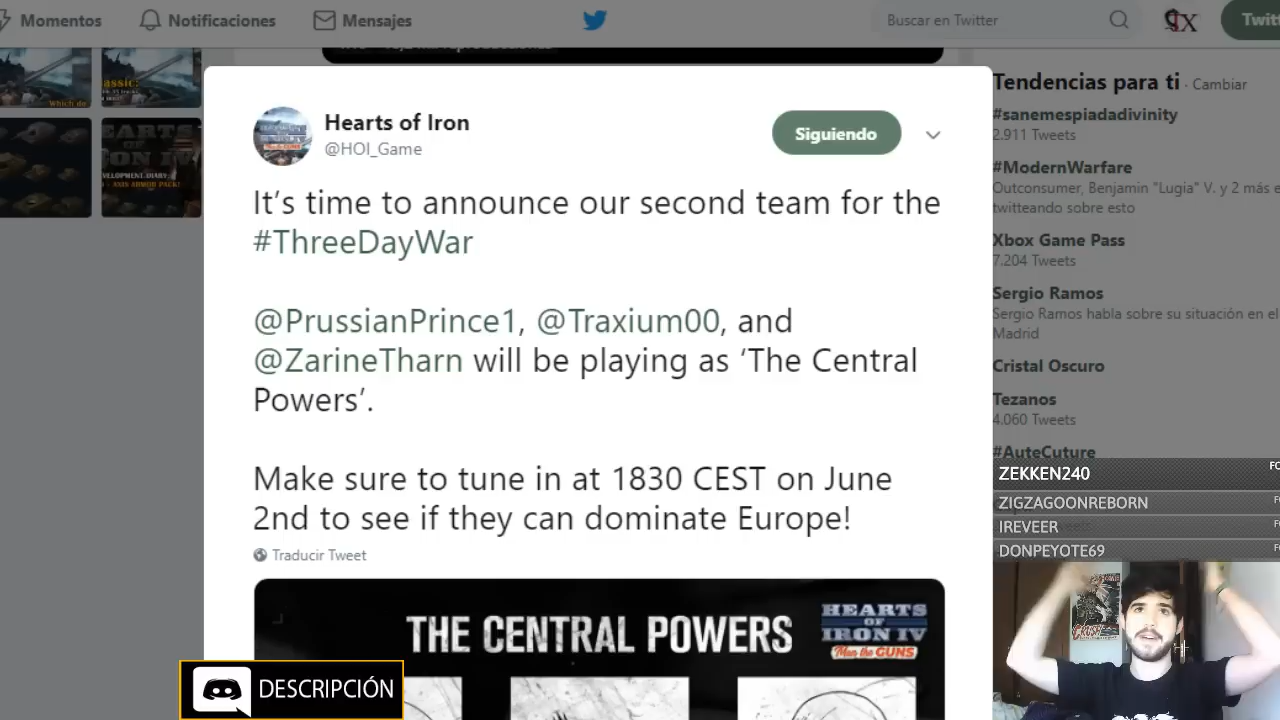 Momentos Notificaciones Mensajes Buscar en Twitter Twitt
Hearts of Iron
@HOI_Game
Siguiendo
It's time to announce our second team for the
#ThreeDayWar
@PrussianPrince1, @Traxium00, and
@ZarineTharn will be playing as ‘The Central
Powers’.
Make sure to tune in at 1830 CEST on June
2nd to see if they can dominate Europe!
Traducir Tweet
THE CENTRAL POWERS
HEARTS
OF
IRON IV
Man the GUNS
DESCRIPCIÓN
Tendencias para ti · Cambiar
#sanemespiadadivinity
2.911 Tweets
#ModernWarfare
Outconsumer, Benjamin "Lugia" V. y 2 más e
twitteando sobre esto
Xbox Game Pass
7.204 Tweets
Sergio Ramos
Sergio Ramos habla sobre su situación en el
Madrid
Cristal Oscuro
Tezanos
4.060 Tweets
#AuteCuture
ZEKKEN240
ZIGZAGOONREBORN
IREVEER
DONPEYOTE69